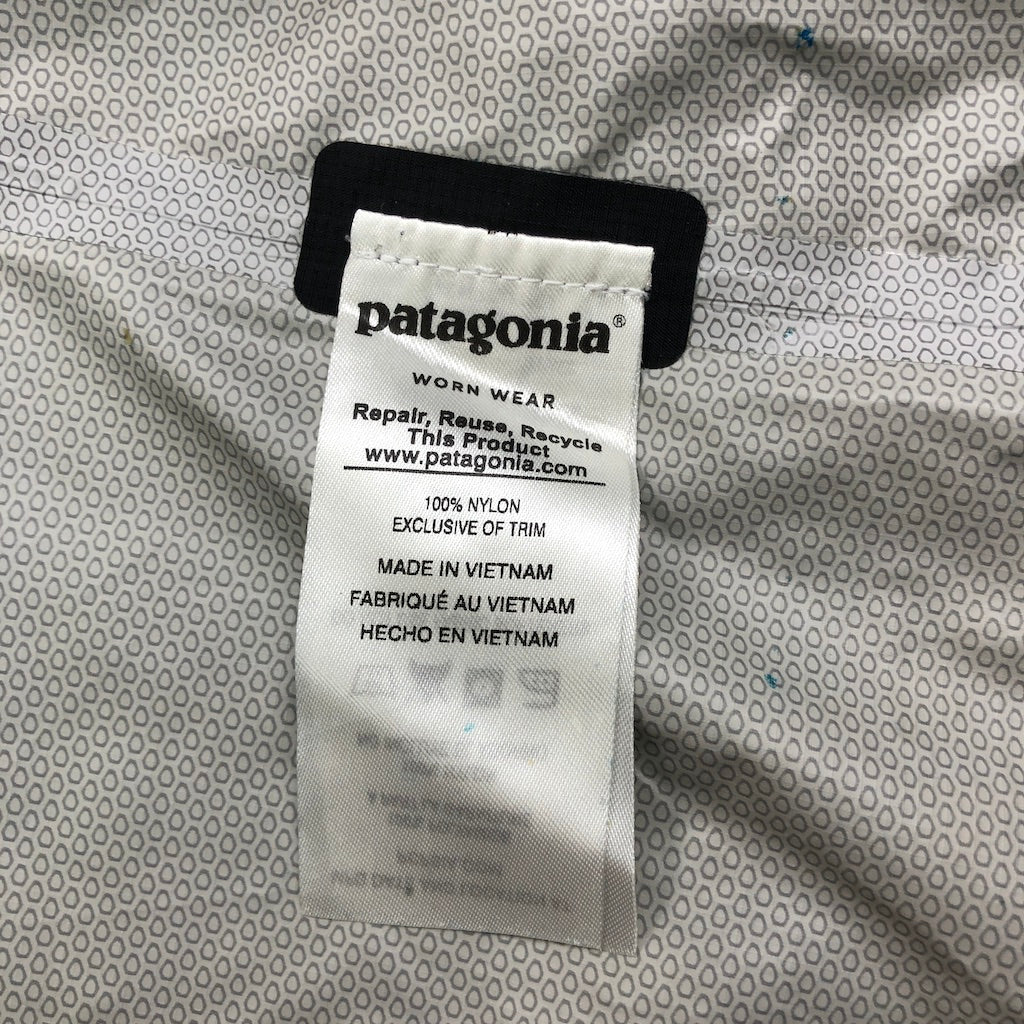 patagonia®
WORN WEAR
Repair, Reuse, Recycle
This Product
www.patagonia.com
100% NYLON
EXCLUSIVE OF TRIM
MADE IN VIETNAM
FABRIQUÉ AU VIETNAM
HECHO EN VIETNAM